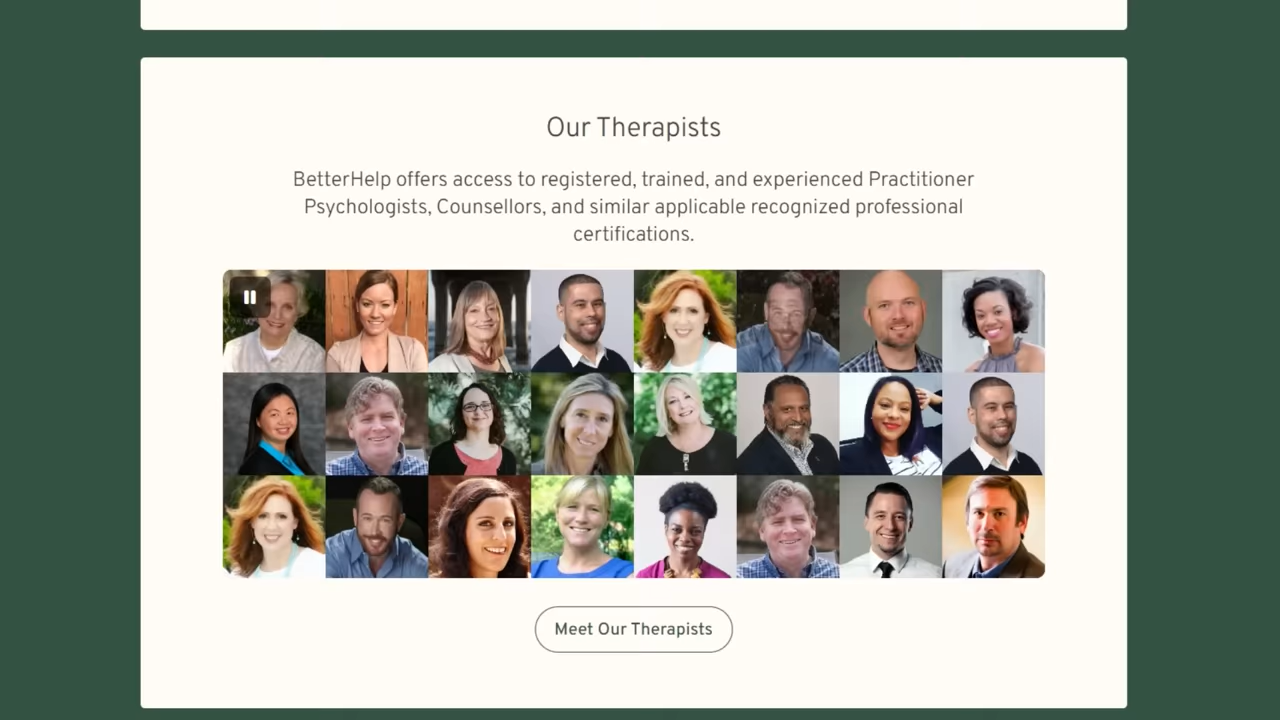 Our Therapists
BetterHelp offers access to registered, trained, and experienced Practitioner
Psychologists, Counsellors, and similar applicable recognized professional
certifications.
Meet Our Therapists